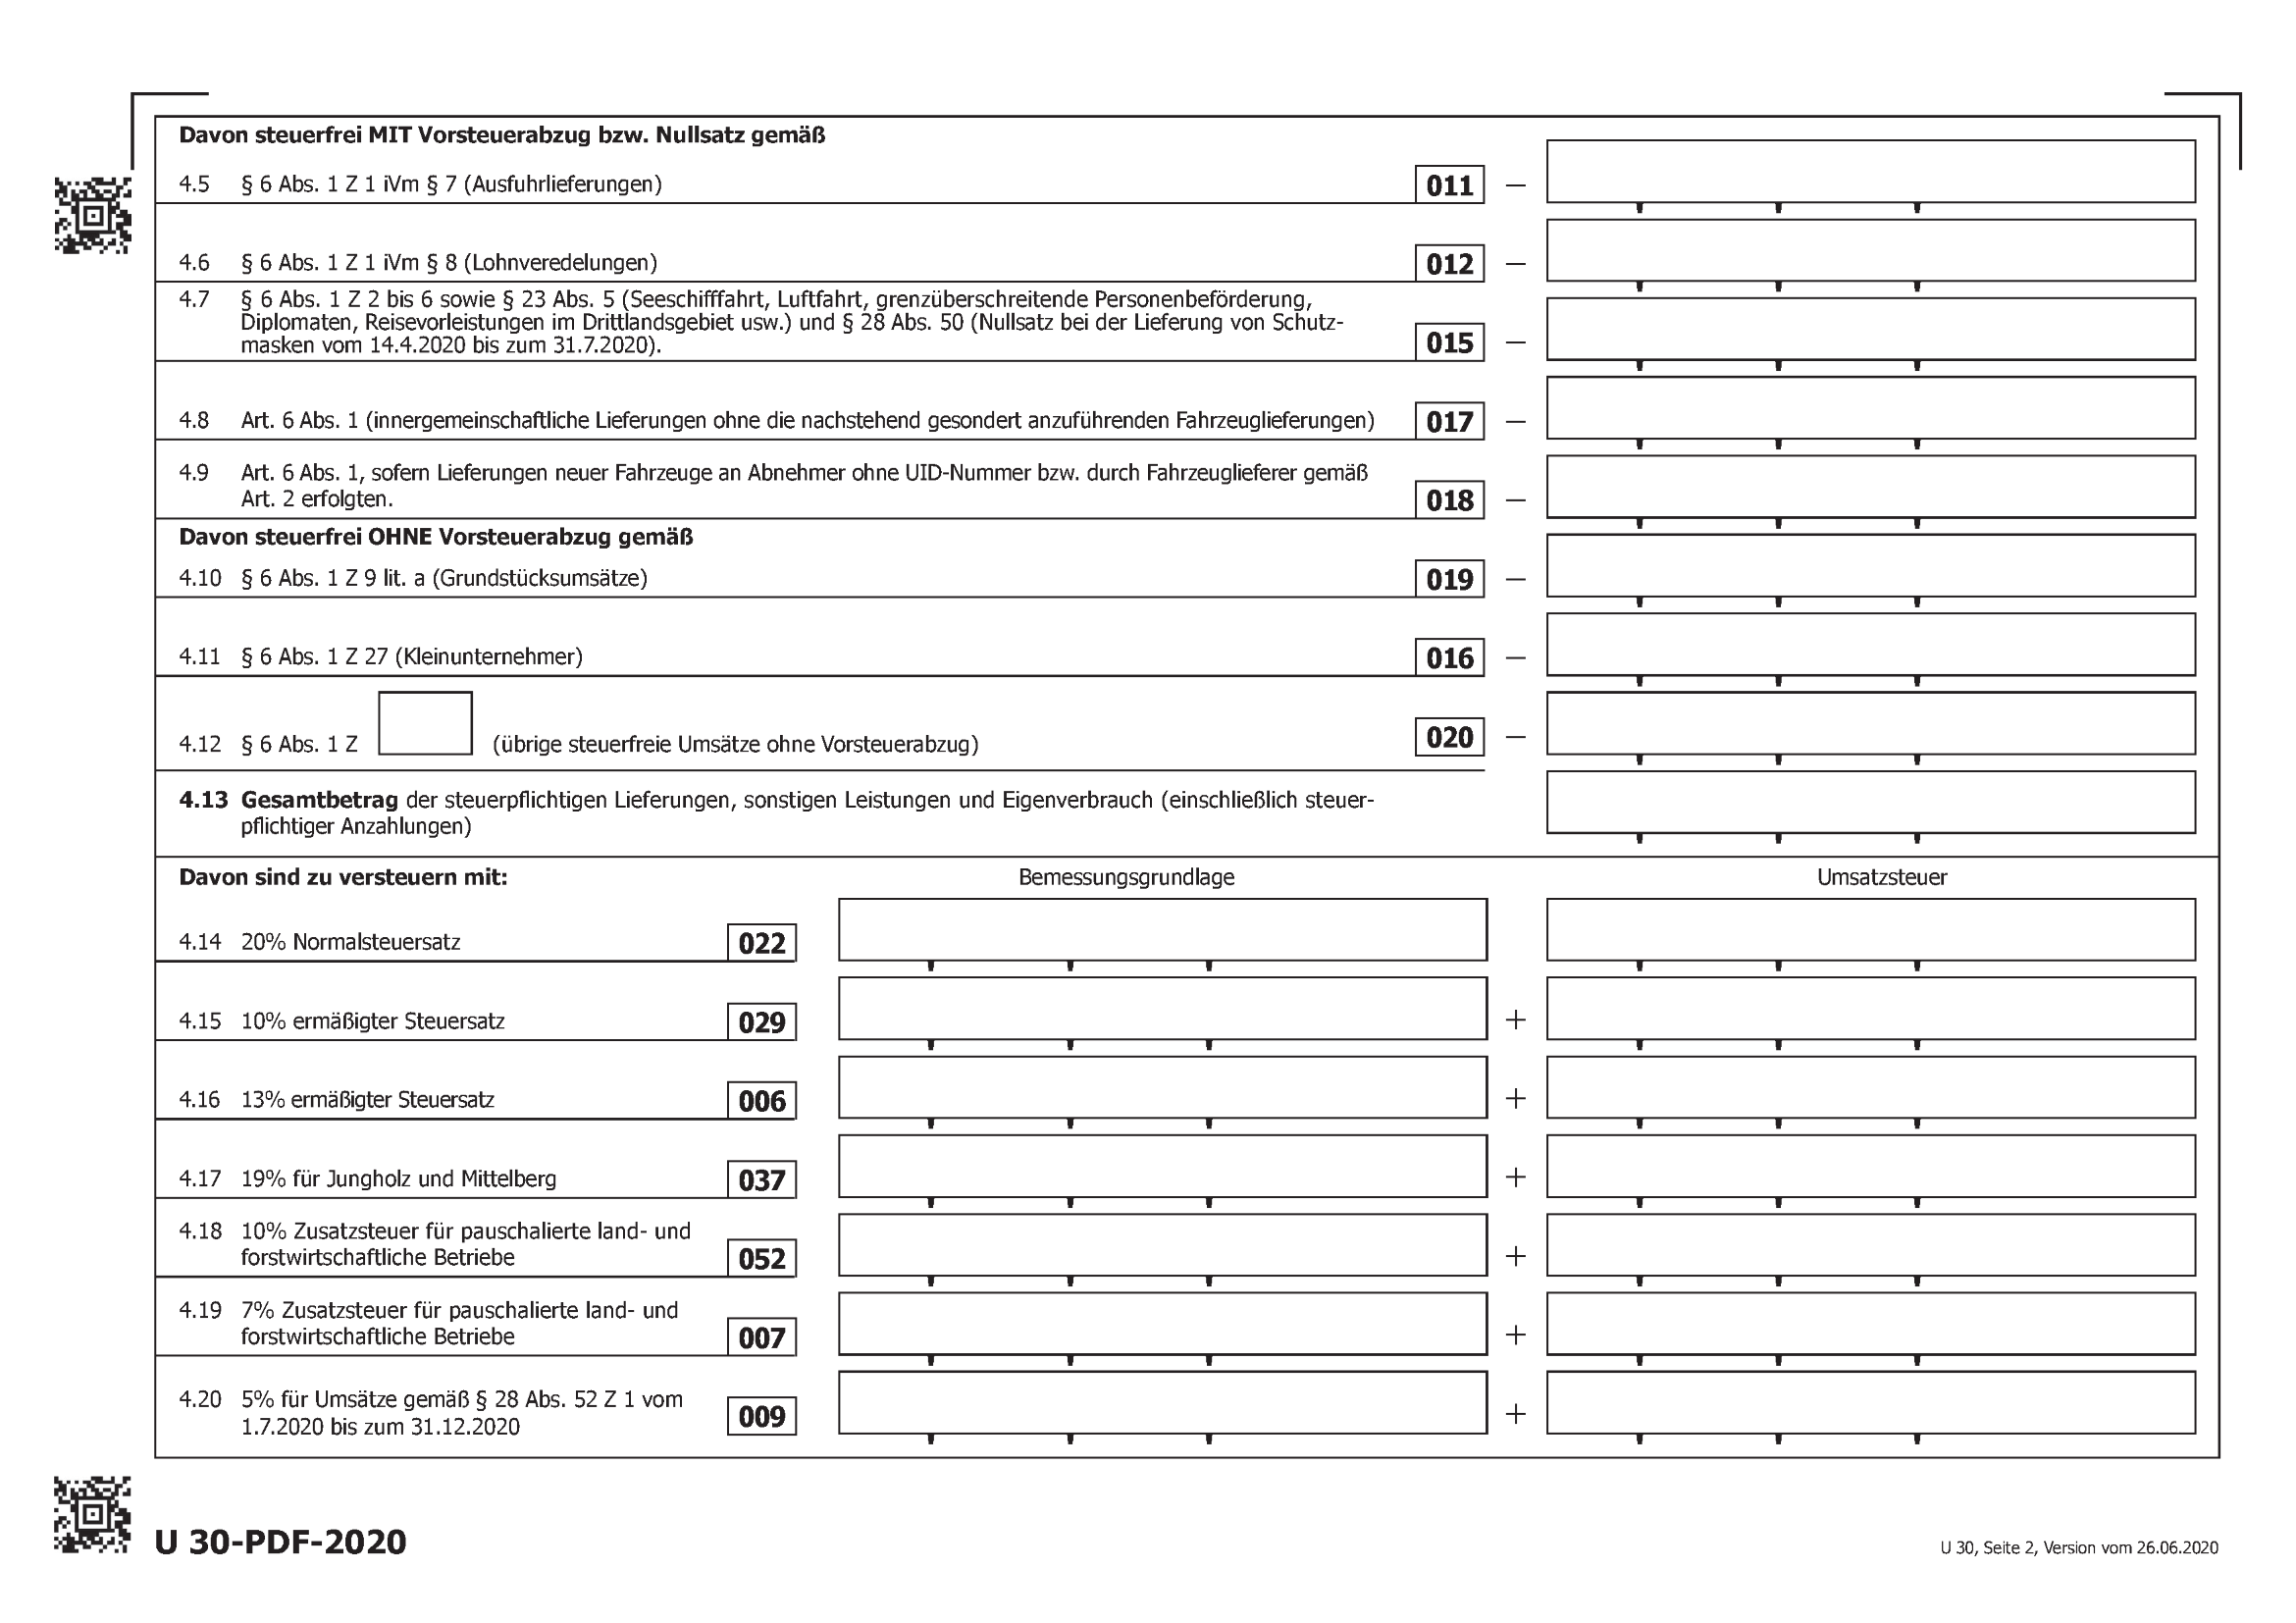 Davon steuerfrei MIT Vorsteuerabzug bzw. Nullsatz gemäß
4.5 § 6 Abs. 1 Z 1 iVm § 7 (Ausfuhrlieferungen) 011 –
4.6 § 6 Abs. 1 Z 1 iVm § 8 (Lohnveredelungen) 012 –
4.7 § 6 Abs. 1 Z 2 bis 6 sowie § 23 Abs. 5 (Seeschifffahrt, Luftfahrt, grenzüberschreitende Personenbeförderung,
Diplomaten, Reisevorleistungen im Drittlandsgebiet usw.) und § 28 Abs. 50 (Nullsatz bei der Lieferung von Schutz-
masken vom 14.4.2020 bis zum 31.7.2020). 015 –
4.8 Art. 6 Abs. 1 (innergemeinschaftliche Lieferungen ohne die nachstehend gesondert anzuführenden Fahrzeuglieferungen) 017 –
4.9 Art. 6 Abs. 1, sofern Lieferungen neuer Fahrzeuge an Abnehmer ohne UID-Nummer bzw. durch Fahrzeuglieferer gemäß
Art. 2 erfolgten. 018 –
Davon steuerfrei OHNE Vorsteuerabzug gemäß
4.10 § 6 Abs. 1 Z 9 lit. a (Grundstücksumsätze) 019 –
4.11 § 6 Abs. 1 Z 27 (Kleinunternehmer) 016 –
4.12 § 6 Abs. 1 Z (übrige steuerfreie Umsätze ohne Vorsteuerabzug) 020 –
4.13 Gesamtbetrag der steuerpflichtigen Lieferungen, sonstigen Leistungen und Eigenverbrauch (einschließlich steuer-
pflichtiger Anzahlungen)
Davon sind zu versteuern mit: Bemessungsgrundlage Umsatzsteuer
4.14 20% Normalsteuersatz 022
4.15 10% ermäßigter Steuersatz 029 +
4.16 13% ermäßigter Steuersatz 006 +
4.17 19% für Jungholz und Mittelberg 037 +
4.18 10% Zusatzsteuer für pauschalierte land- und
forstwirtschaftliche Betriebe 052 +
4.19 7% Zusatzsteuer für pauschalierte land- und
forstwirtschaftliche Betriebe 007 +
4.20 5% für Umsätze gemäß § 28 Abs. 52 Z 1 vom
1.7.2020 bis zum 31.12.2020 009 +
U 30-PDF-2020
U 30, Seite 2, Version vom 26.06.2020